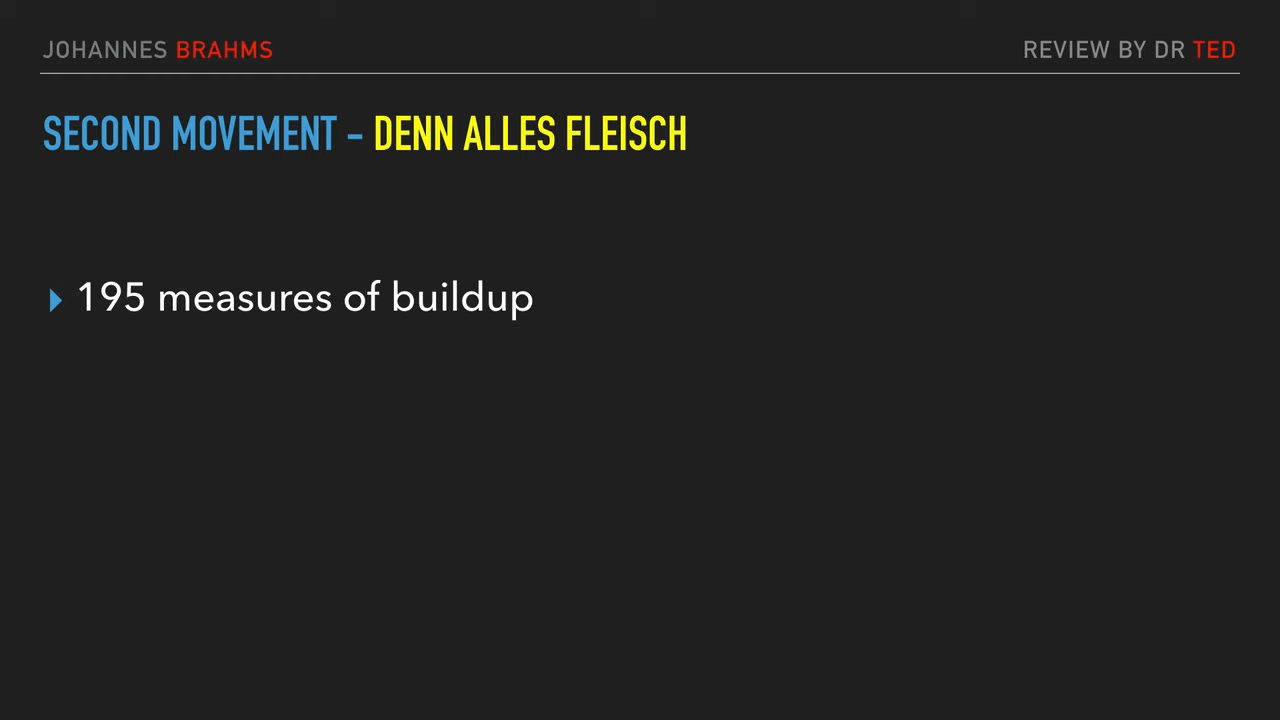 JOHANNES BRAHMS
REVIEW BY DR TED
SECOND MOVEMENT - DENN ALLES FLEISCH
195 measures of buildup